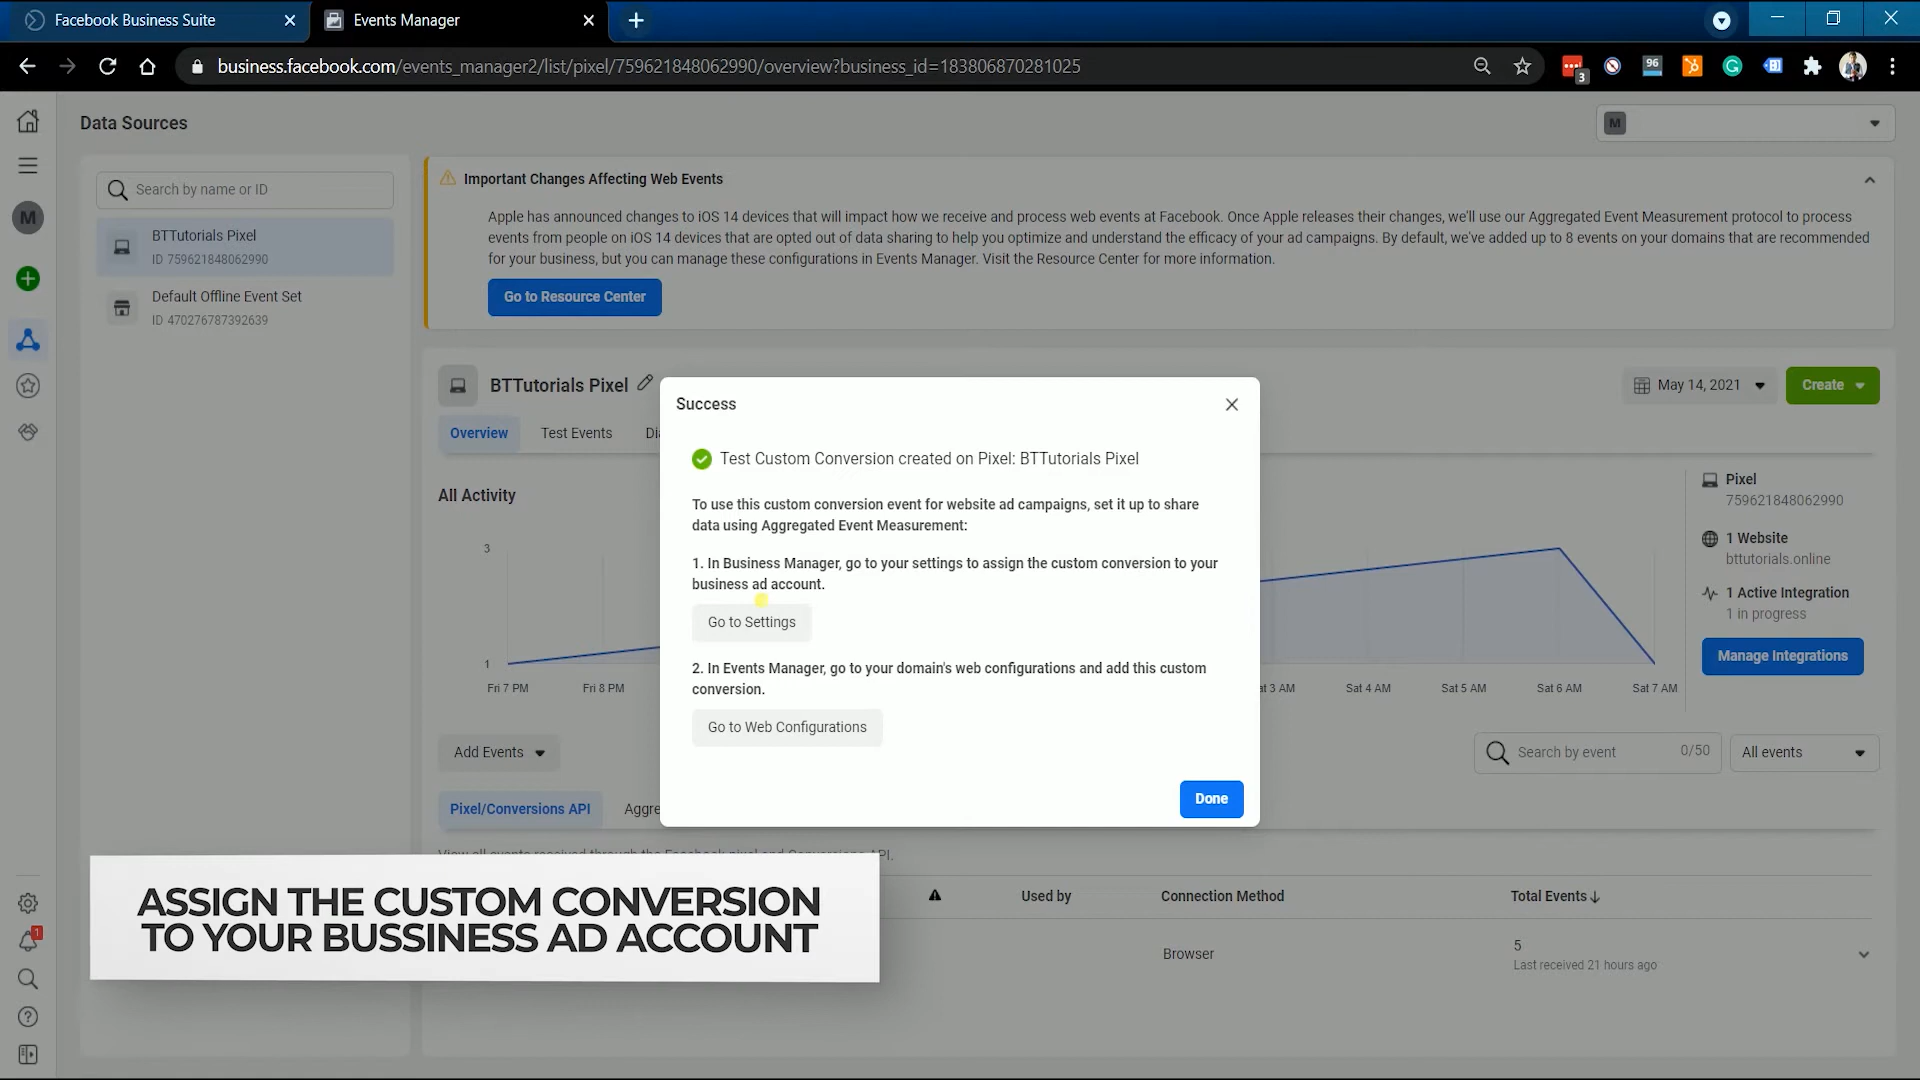 Facebook Business Suite
Events Manager
business.facebook.com/events_manager2/list/pixel/759621848062990/overview?business_id=183806870281025
3
96
Data Sources
M
M
Search by name or ID
BTTutorials Pixel
ID 759621848062990
Default Offline Event Set
ID 470276787392639
Important Changes Affecting Web Events
Apple has announced changes to iOS 14 devices that will impact how we receive and process web events at Facebook. Once Apple releases their changes, we'll use our Aggregated Event Measurement protocol to process
events from people on iOS 14 devices that are opted out of data sharing to help you optimize and understand the efficacy of your ad campaigns. By default, we've added up to 8 events on your domains that are recommended
for your business, but you can manage these configurations in Events Manager. Visit the Resource Center for more information.
Go to Resource Center
BTTutorials Pixel
May 14, 2021
Create
Overview
Test Events
Di
All Activity
3
1
Fri 7 PM
Fri 8 PM
at 3 AM
Sat 4 AM
Sat 5 AM
Sat 6 AM
Sat 7 AM
Pixel
759621848062990
1 Website
bttutorials.online
1 Active Integration
1 in progress
Manage Integrations
Success
Test Custom Conversion created on Pixel: BTTutorials Pixel
To use this custom conversion event for website ad campaigns, set it up to share
data using Aggregated Event Measurement:
1. In Business Manager, go to your settings to assign the custom conversion to your
business ad account.
Go to Settings
2. In Events Manager, go to your domain's web configurations and add this custom
conversion.
Go to Web Configurations
Done
Add Events
Search by event
0/50
All events
Pixel/Conversions API
Aggre
View all events received through the Facebook pixel and Conversions API.
Used by
Connection Method
Total Events
Browser
5
Last received 21 hours ago
1
ASSIGN THE CUSTOM CONVERSION
TO YOUR BUSSINESS AD ACCOUNT